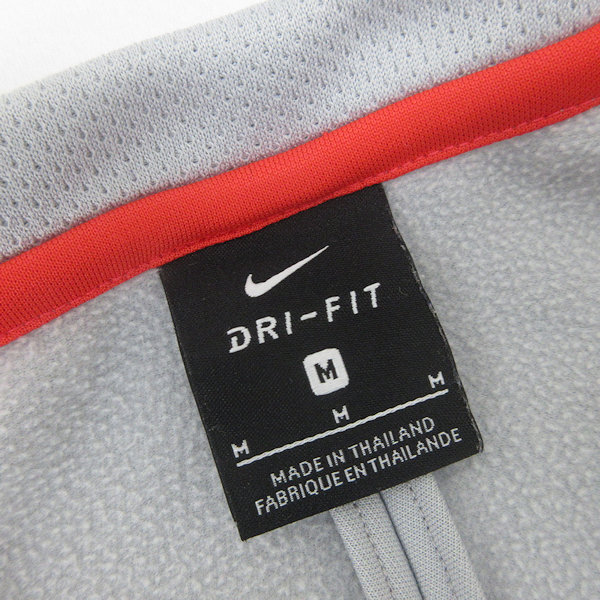 DRI-FIT
M
M M M
MADE IN THAILAND
FABRIQUE EN THAILANDE